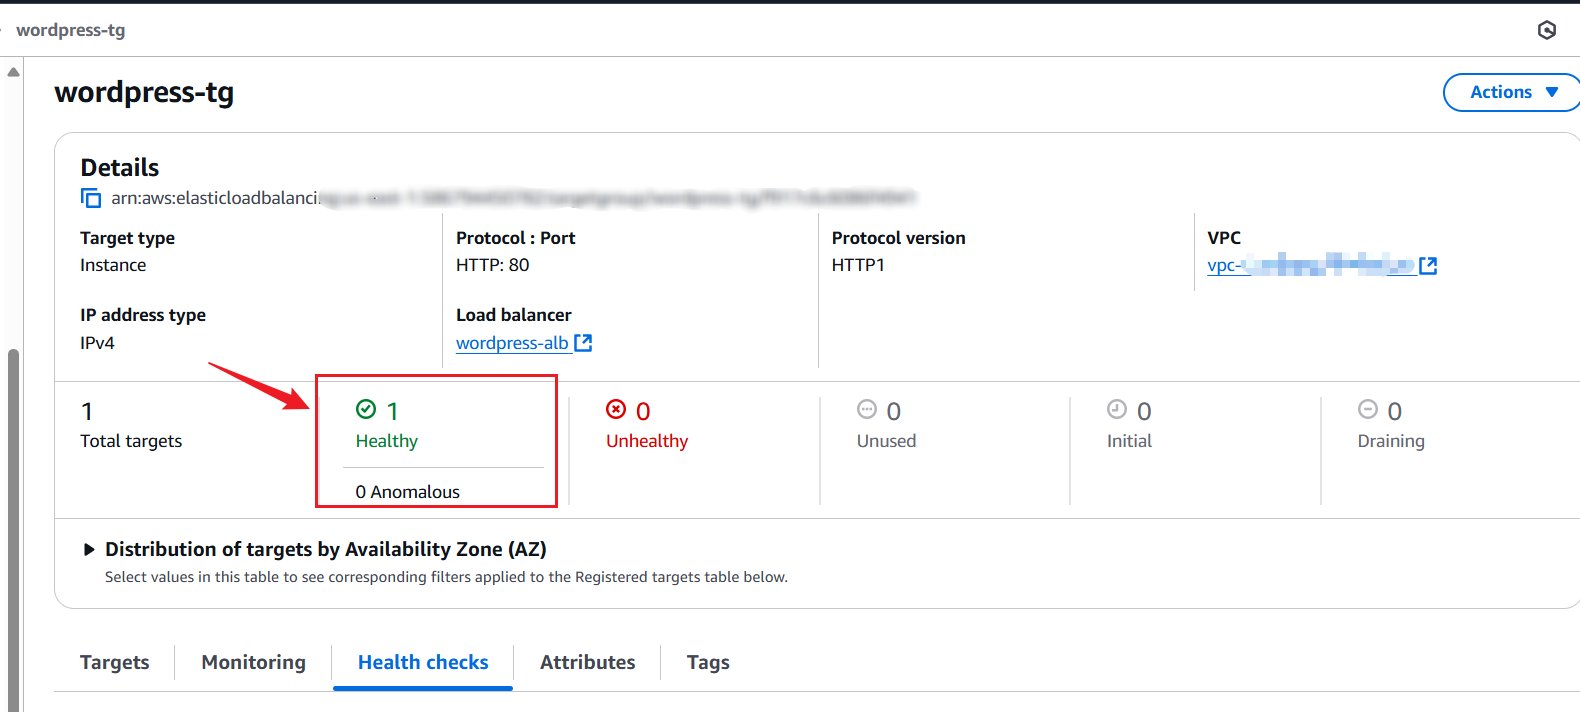 wordpress-tg
wordpress-tg
Actions
Details
arn:aws:elasticloadbalanci
Target type
Instance
Protocol : Port
HTTP: 80
Protocol version
HTTP1
VPC
vpc-
IP address type
IPv4
Load balancer
wordpress-alb
1
Total targets
1
Healthy
0 Anomalous
0
Unhealthy
0
Unused
0
Initial
0
Draining
Distribution of targets by Availability Zone (AZ)
Select values in this table to see corresponding filters applied to the Registered targets table below.
Targets
Monitoring
Health checks
Attributes
Tags